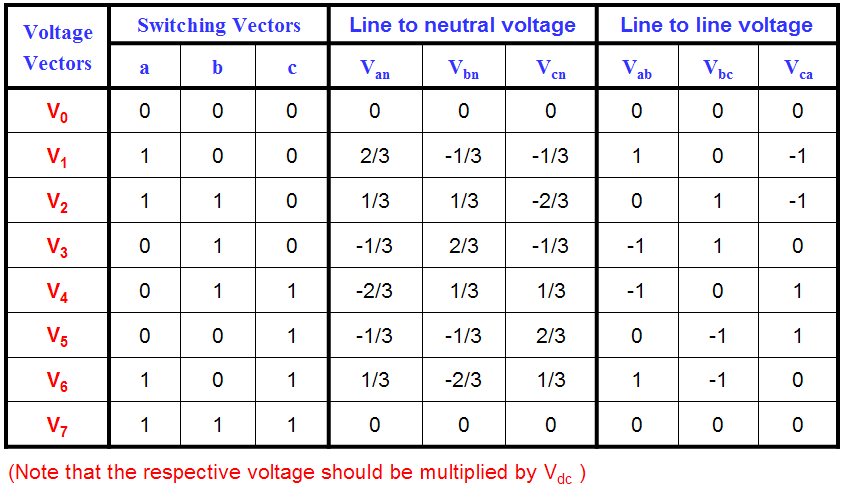 Voltage Vectors Switching Vectors Line to neutral voltage Line to line voltage
a b c Van Vbn Vcn Vab Vbc Vca
V0 0 0 0 0 0 0 0 0 0
V1 1 0 0 2/3 -1/3 -1/3 1 0 -1
V2 1 1 0 1/3 1/3 -2/3 0 1 -1
V3 0 1 0 -1/3 2/3 -1/3 -1 1 0
V4 0 1 1 -2/3 1/3 1/3 -1 0 1
V5 0 0 1 -1/3 -1/3 2/3 0 -1 1
V6 1 0 1 1/3 -2/3 1/3 1 -1 0
V7 1 1 1 0 0 0 0 0 0
(Note that the respective voltage should be multiplied by Vdc )